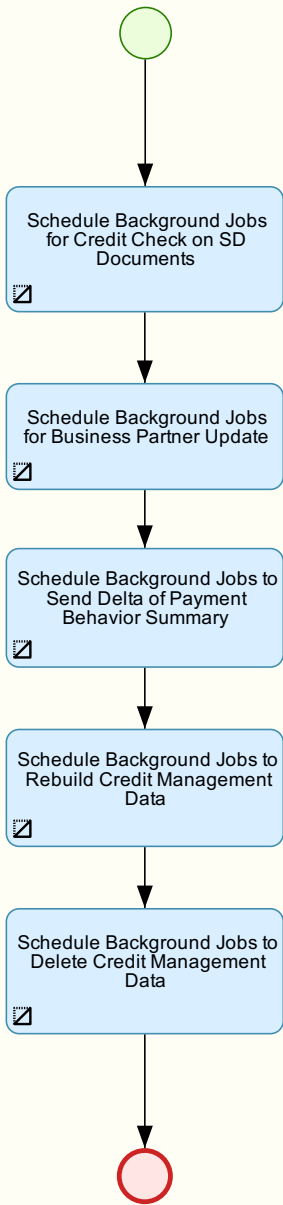 Schedule Background Jobs
for Credit Check on SD
Documents
Schedule Background Jobs
for Business Partner Update
Schedule Background Jobs to
Send Delta of Payment
Behavior Summary
Schedule Background Jobs to
Rebuild Credit Management
Data
Schedule Background Jobs to
Delete Credit Management
Data